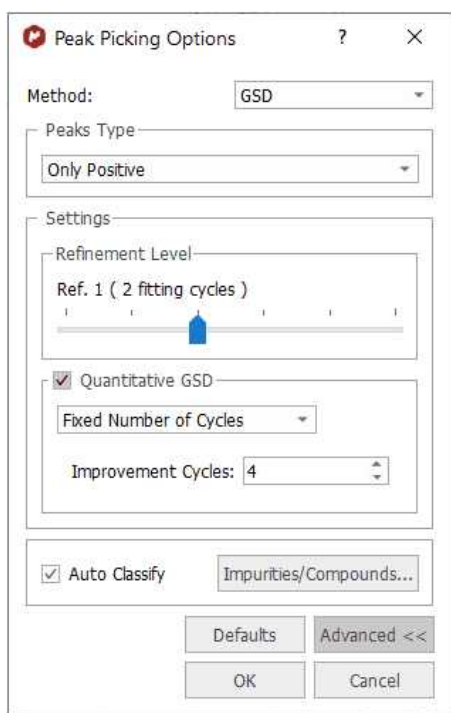 Peak Picking Options ? ×
Method: GSD
Peaks Type
Only Positive
Settings
Refinement Level
Ref. 1 ( 2 fitting cycles )
Quantitative GSD
Fixed Number of Cycles
Improvement Cycles: 4
Auto Classify Impurities/Compounds...
Defaults Advanced <<
OK Cancel